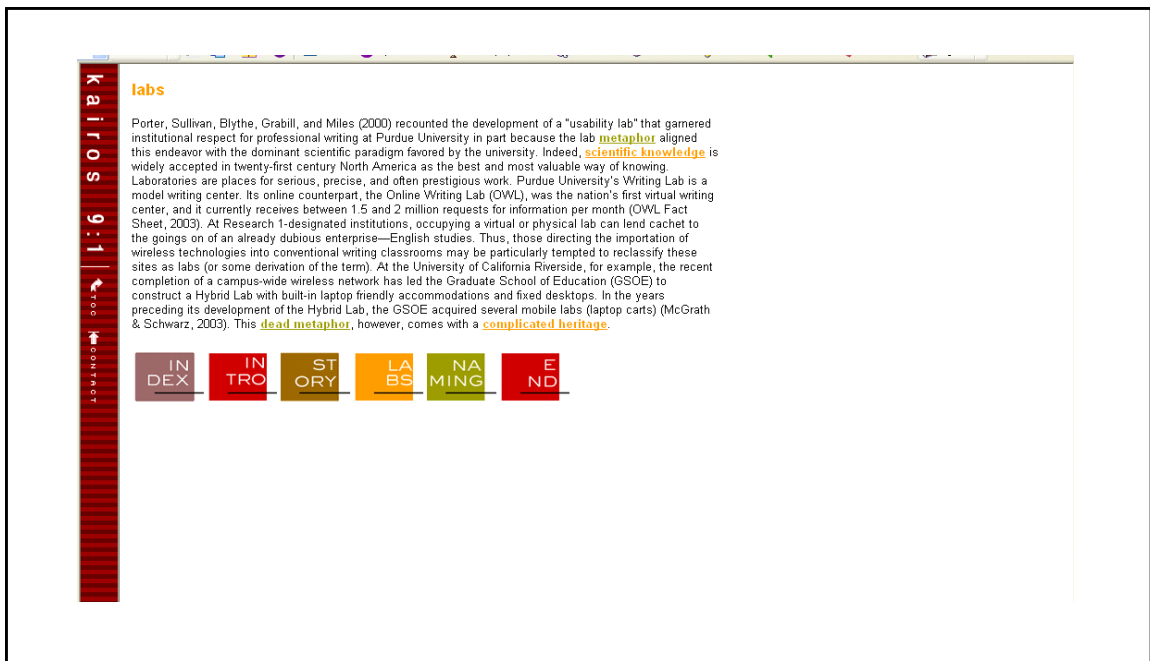 kairos 9:1
TOC
CONTACT
labs
Porter, Sullivan, Blythe, Grabill, and Miles (2000) recounted the development of a "usability lab" that garnered
institutional respect for professional writing at Purdue University in part because the lab metaphor aligned
this endeavor with the dominant scientific paradigm favored by the university. Indeed, scientific knowledge is
widely accepted in twenty-first century North America as the best and most valuable way of knowing.
Laboratories are places for serious, precise, and often prestigious work. Purdue University's Writing Lab is a
model writing center. Its online counterpart, the Online Writing Lab (OWL), was the nation's first virtual writing
center, and it currently receives between 1.5 and 2 million requests for information per month (OWL Fact
Sheet, 2003). At Research 1-designated institutions, occupying a virtual or physical lab can lend cachet to
the goings on of an already dubious enterprise—English studies. Thus, those directing the importation of
wireless technologies into conventional writing classrooms may be particularly tempted to reclassify these
sites as labs (or some derivation of the term). At the University of California Riverside, for example, the recent
completion of a campus-wide wireless network has led the Graduate School of Education (GSOE) to
construct a Hybrid Lab with built-in laptop friendly accommodations and fixed desktops. In the years
preceding its development of the Hybrid Lab, the GSOE acquired several mobile labs (laptop carts) (McGrath
& Schwarz, 2003). This dead metaphor, however, comes with a complicated heritage.
IN
DEX
IN
TRO
ST
ORY
LA
BS
NA
MING
E
ND